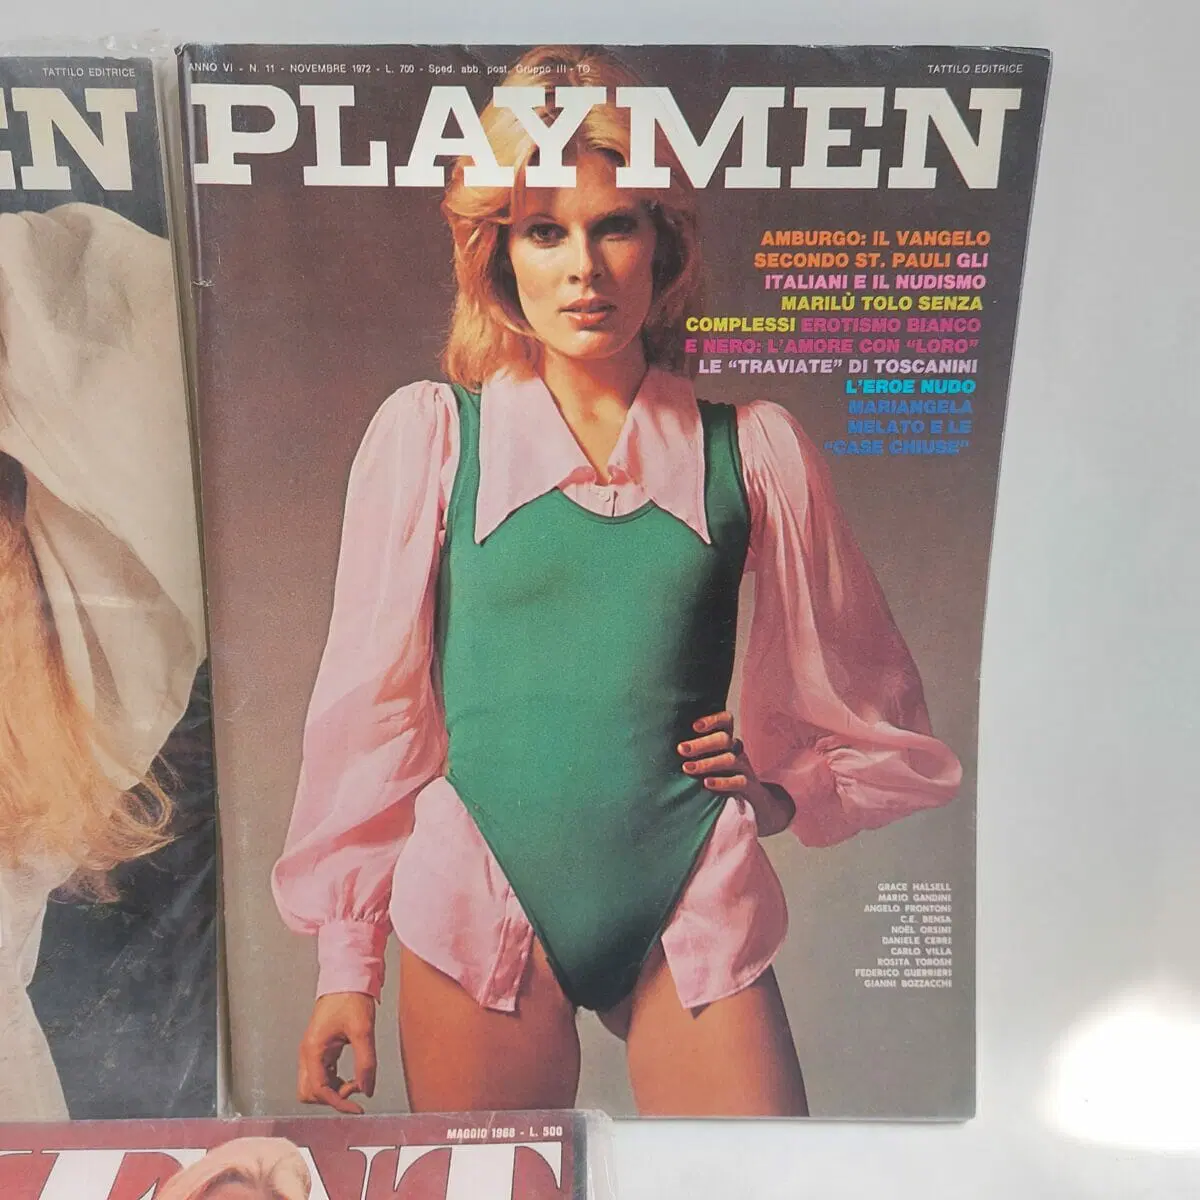 TATTILO EDITRICE
EN
ANNO VI - N. 11 - NOVEMBRE 1972 - L. 700 - Sped. abb. post. Gruppo III - TO
TATTILO EDITRICE
PLAYMEN
AMBURGO: IL VANGELO
SECONDO ST. PAULI GLI
ITALIANI E IL NUDISMO
MARILÙ TOLO SENZA
COMPLESSI EROTISMO BIANCO
E NERO: L'AMORE CON "LORO"
LE "TRAVIATE" DI TOSCANINI
L'EROE NUDO
MARIANGELA
MELATO E LE
"CASE CHIUSE"
GRACE HALSELL
MARIO GANDINI
ANGELO FRONTONI
C.E. BENSA
NOËL ORSINI
DANIELE CERRI
CARLO VILLA
ROSITA TOROSH
FEDERICO GUERRIERI
GIANNI BOZZACCHI
MAGGIO 1968 - L. 500